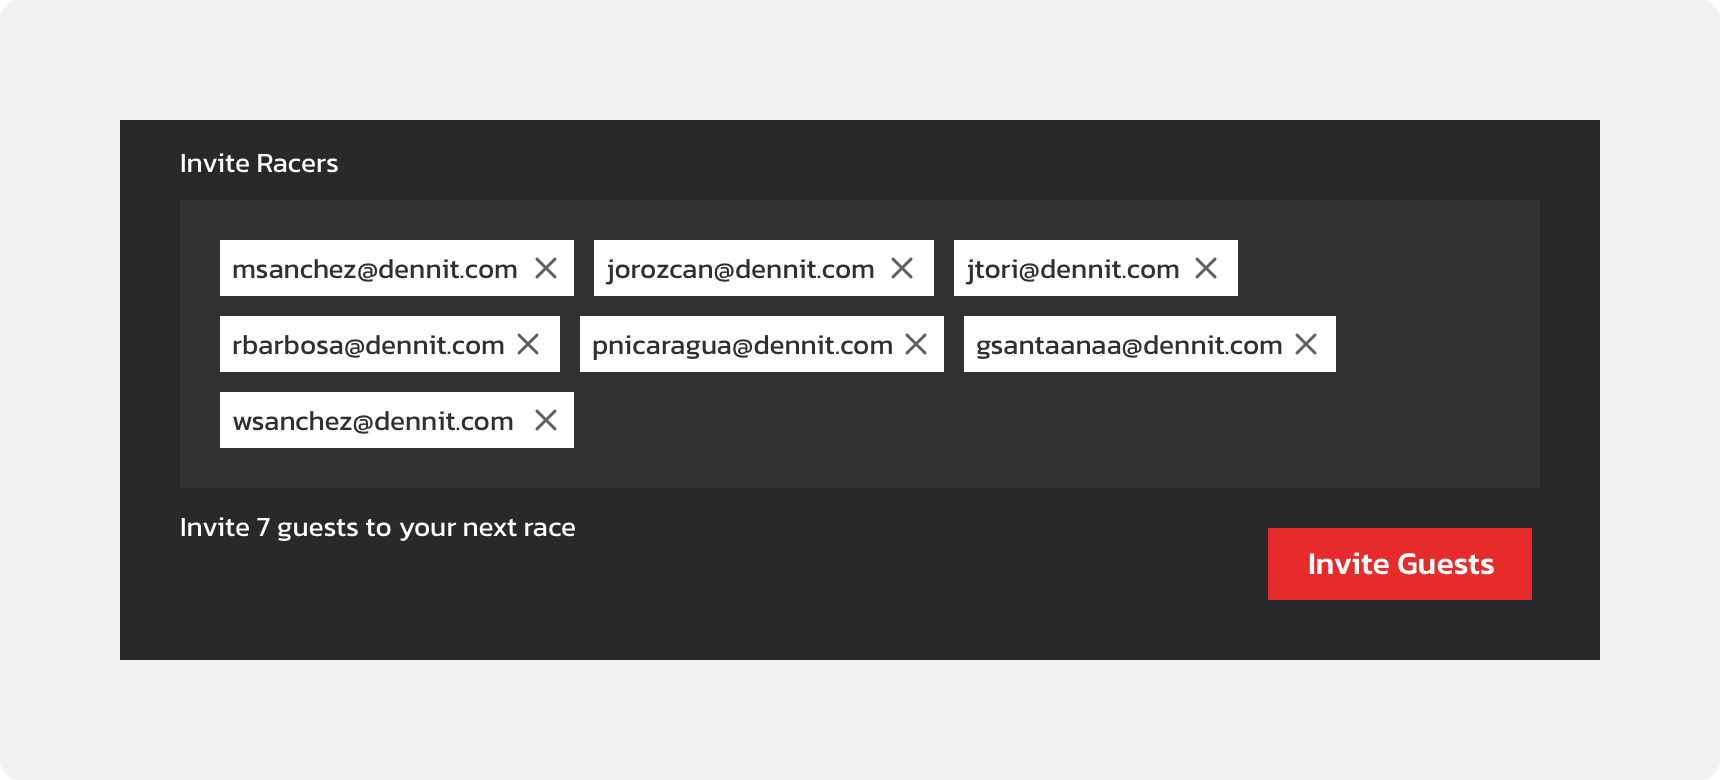 Invite Racers
msanchez@dennit.com jorozcan@dennit.com jtori@dennit.com
rbarbosa@dennit.com pnicaragua@dennit.com gsantaanaa@dennit.com
wsanchez@dennit.com
Invite 7 guests to your next race
Invite Guests